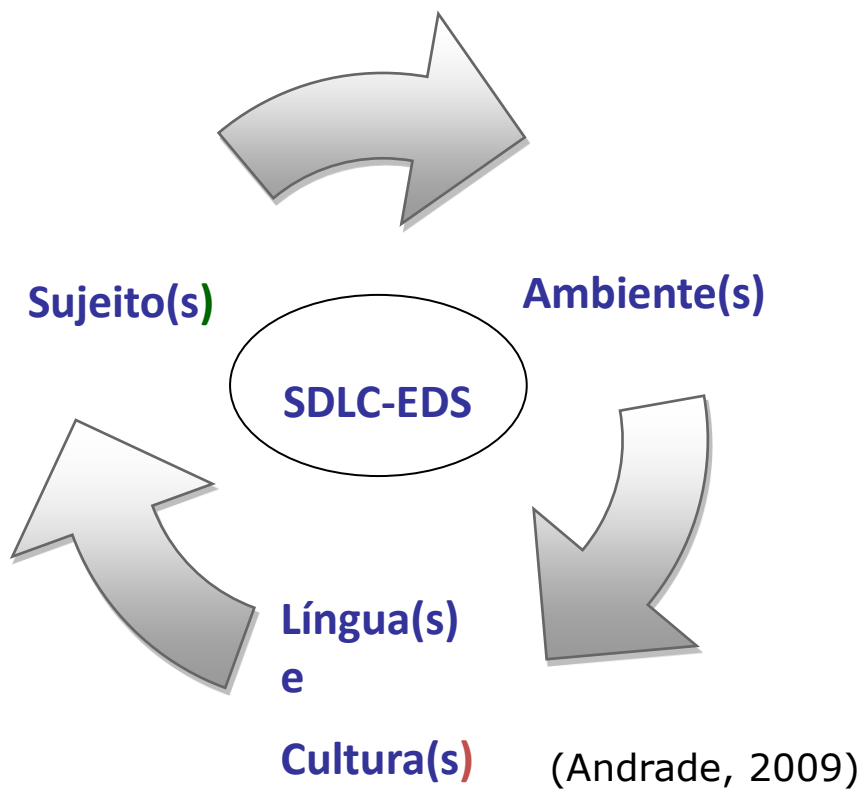 Sujeito(s)
Ambiente(s)
SDLC-EDS
Língua(s)
e
Cultura(s)
(Andrade, 2009)